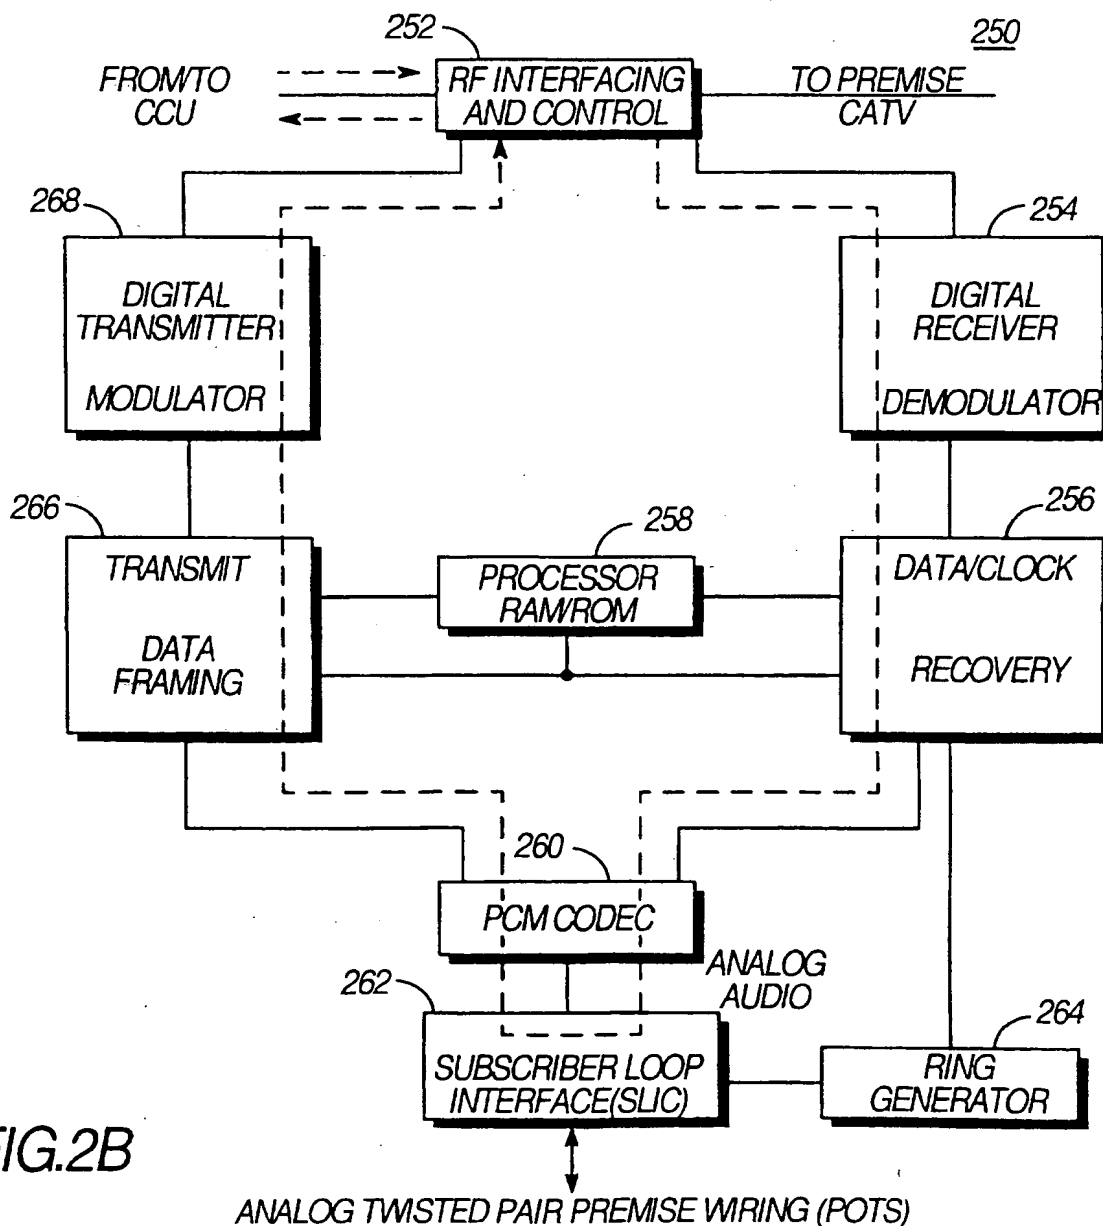 252
250
FROM/TO
CCU
RF INTERFACING
AND CONTROL
TO PREMISE
CATV
268
254
DIGITAL
TRANSMITTER
MODULATOR
DIGITAL
RECEIVER
DEMODULATOR
266
258
256
TRANSMIT
DATA
FRAMING
PROCESSOR
RAM/ROM
DATA/CLOCK
RECOVERY
260
PCM CODEC
ANALOG
AUDIO
262
264
SUBSCRIBER LOOP
INTERFACE(SLIC)
RING
GENERATOR
FIG.2B
ANALOG TWISTED PAIR PREMISE WIRING (POTS)